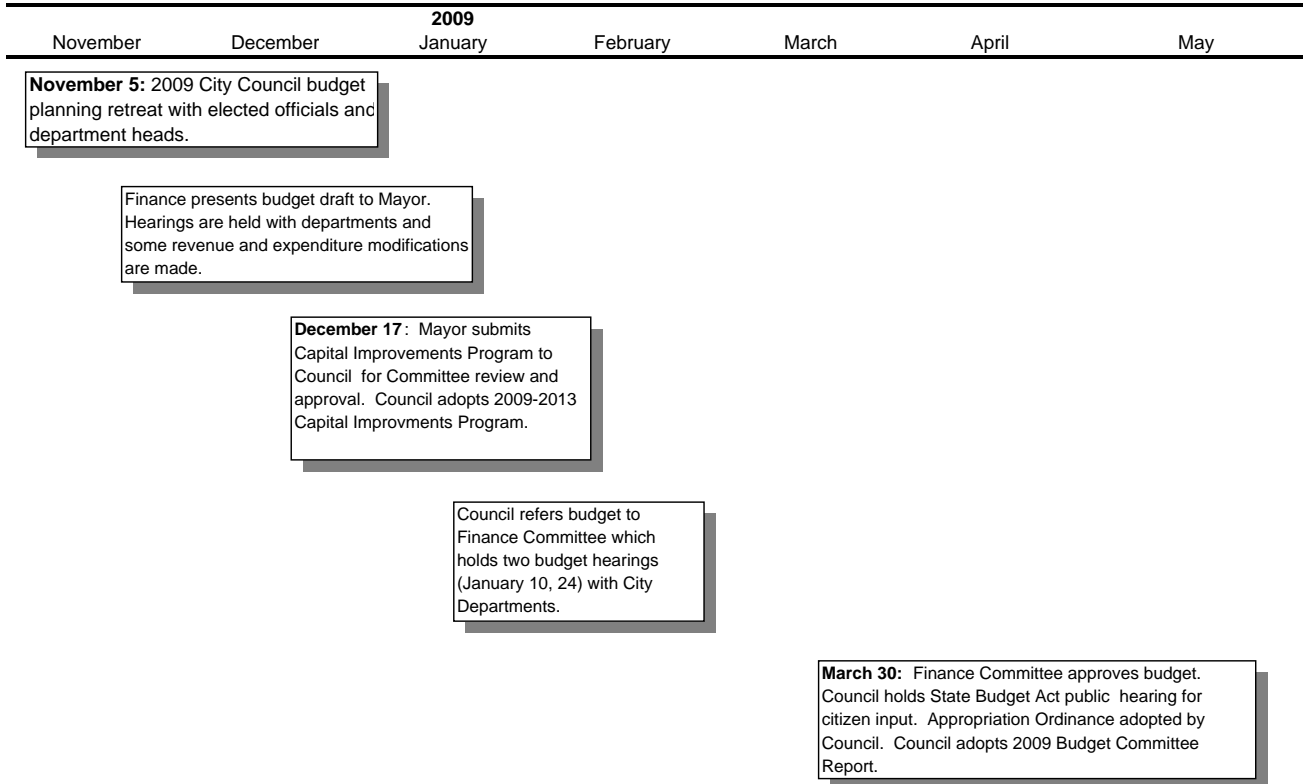 2009
November December January February March April May
November 5: 2009 City Council budget
planning retreat with elected officials and
department heads.
Finance presents budget draft to Mayor.
Hearings are held with departments and
some revenue and expenditure modifications
are made.
December 17: Mayor submits
Capital Improvements Program to
Council for Committee review and
approval. Council adopts 2009-2013
Capital Improvments Program.
Council refers budget to
Finance Committee which
holds two budget hearings
(January 10, 24) with City
Departments.
March 30: Finance Committee approves budget.
Council holds State Budget Act public hearing for
citizen input. Appropriation Ordinance adopted by
Council. Council adopts 2009 Budget Committee
Report.